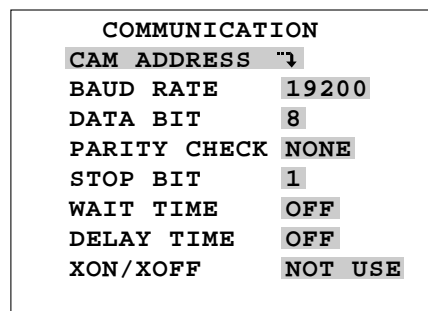 COMMUNICATION
CAM ADDRESS
BAUD RATE 19200
DATA BIT 8
PARITY CHECK NONE
STOP BIT 1
WAIT TIME OFF
DELAY TIME OFF
XON/XOFF NOT USE